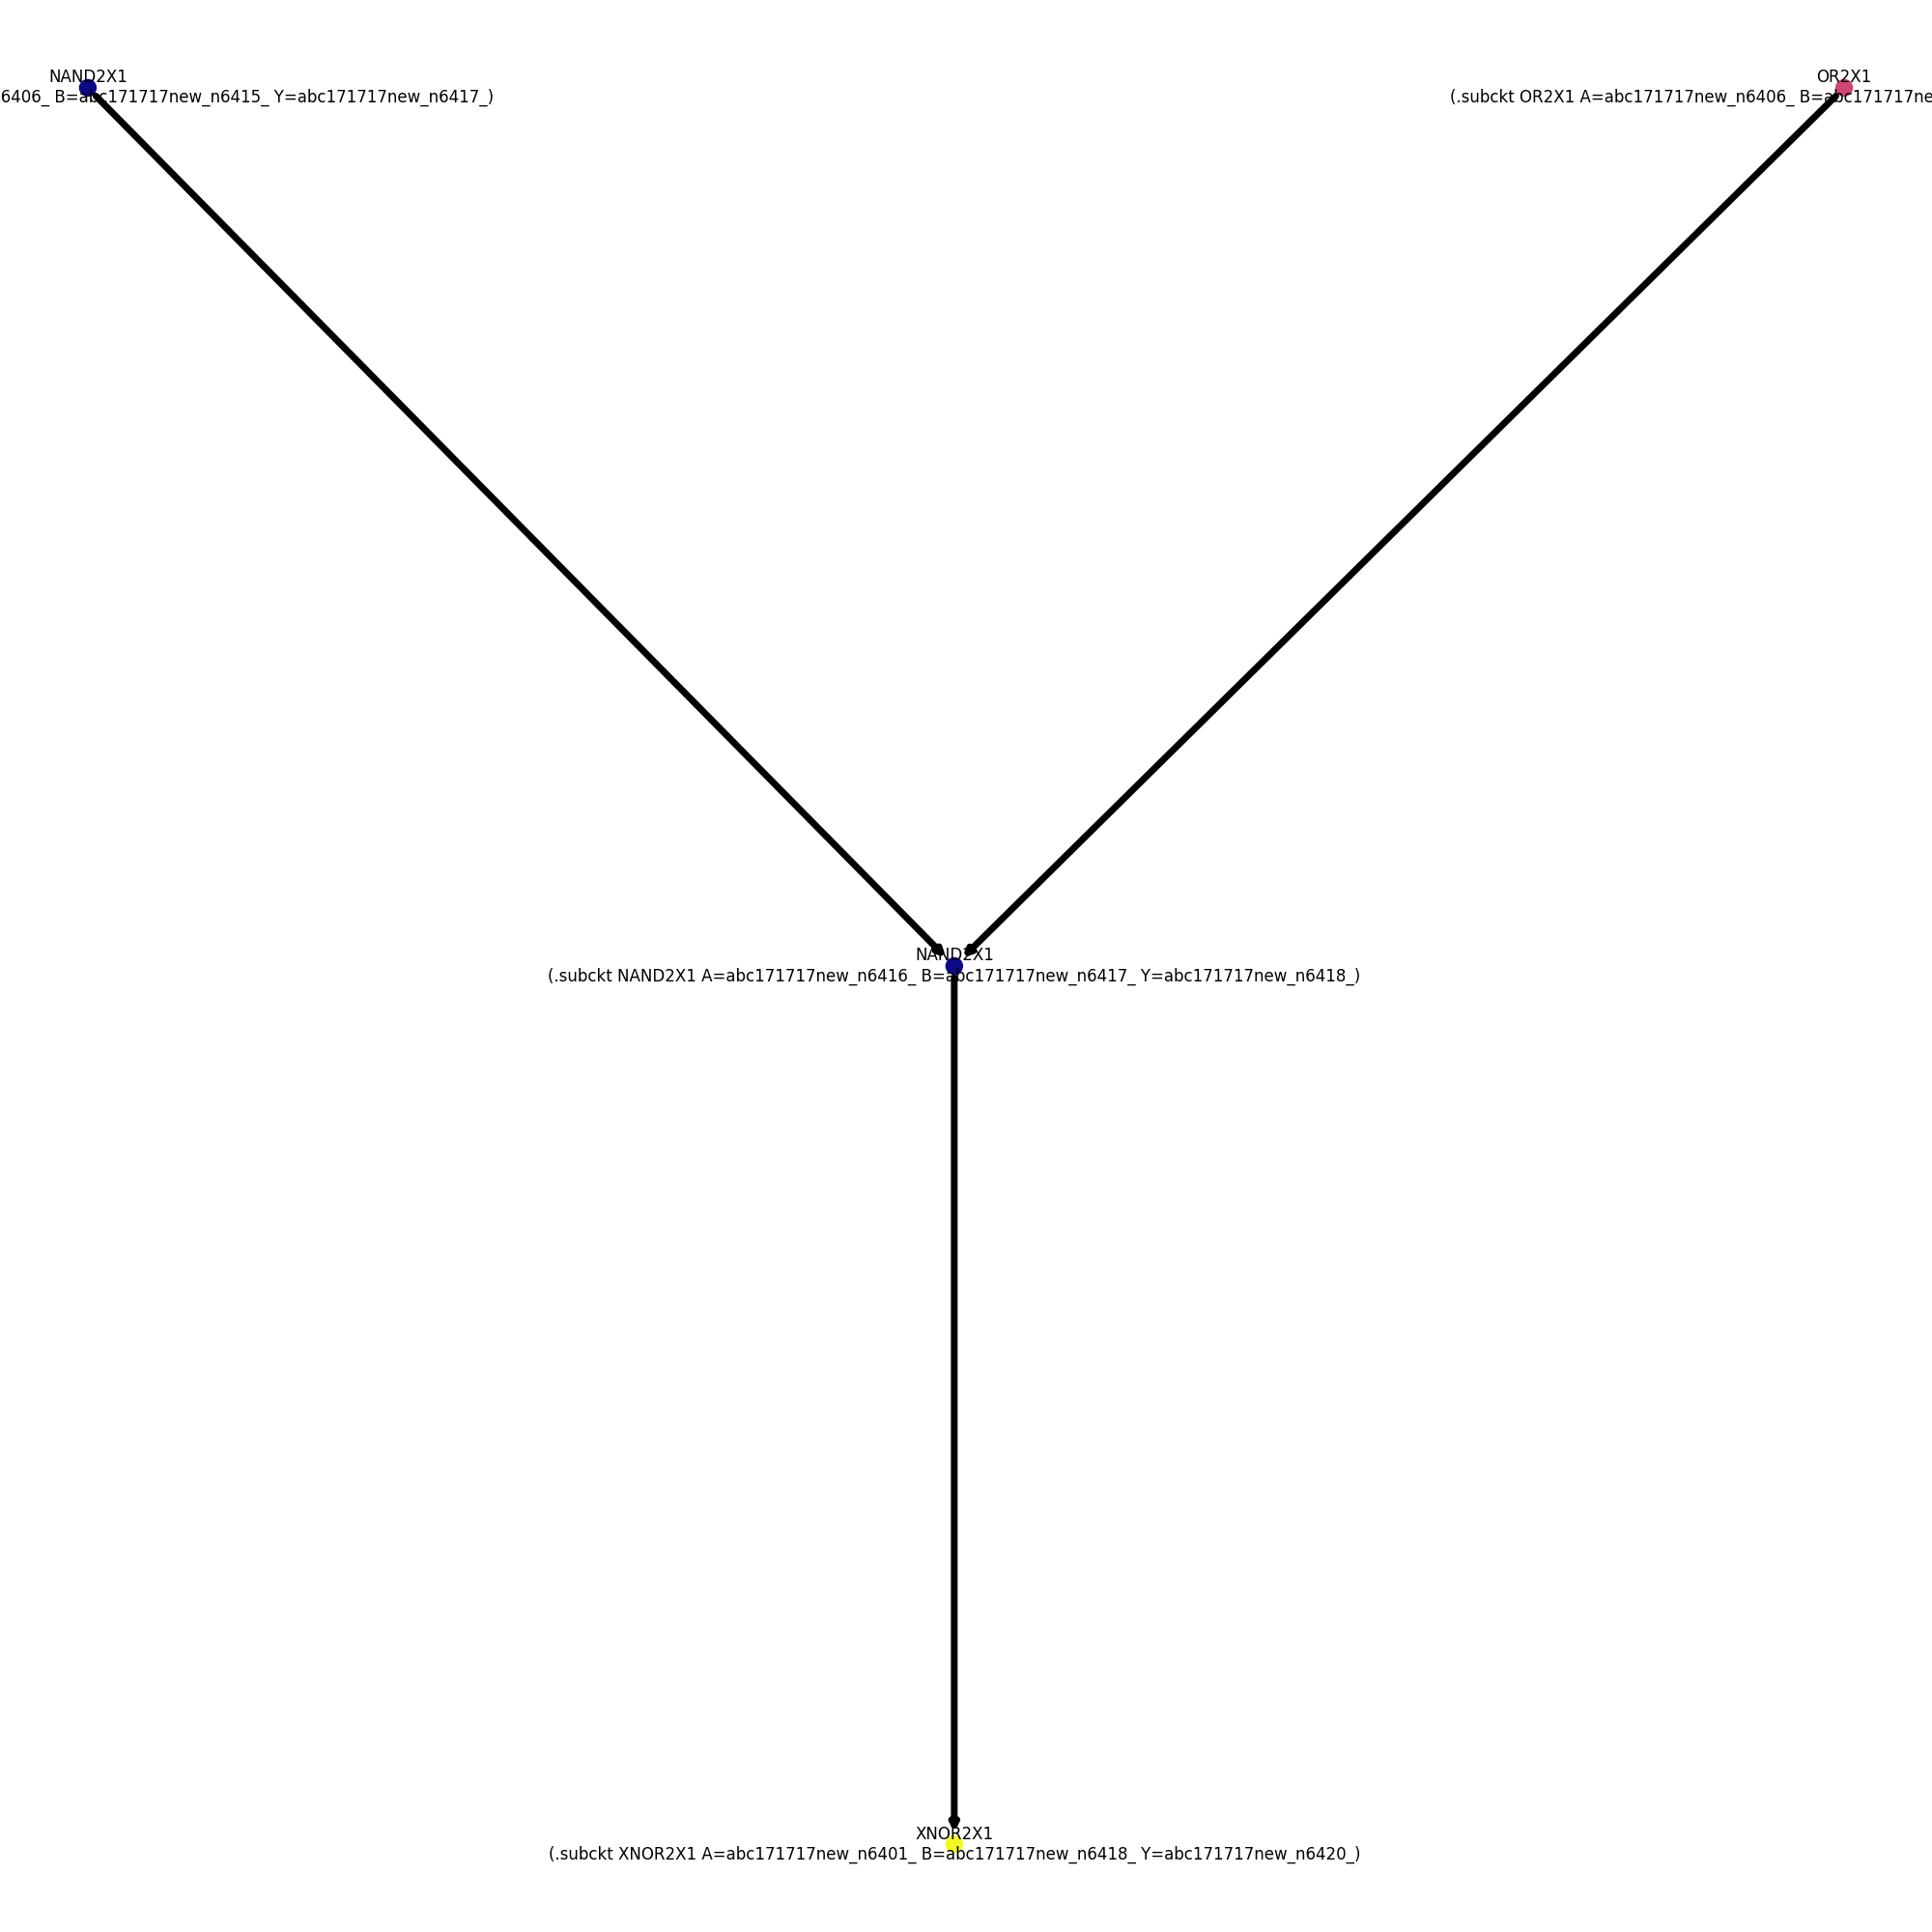 NAND2X1
6406_ B=abc171717new_n6415_ Y=abc171717new_n6417_)
OR2X1
(.subckt OR2X1 A=abc171717new_n6406_ B=abc171717ne
NAND2X1
(.subckt NAND2X1 A=abc171717new_n6416_ B=abc171717new_n6417_ Y=abc171717new_n6418_)
XNOR2X1
(.subckt XNOR2X1 A=abc171717new_n6401_ B=abc171717new_n6418_ Y=abc171717new_n6420_)